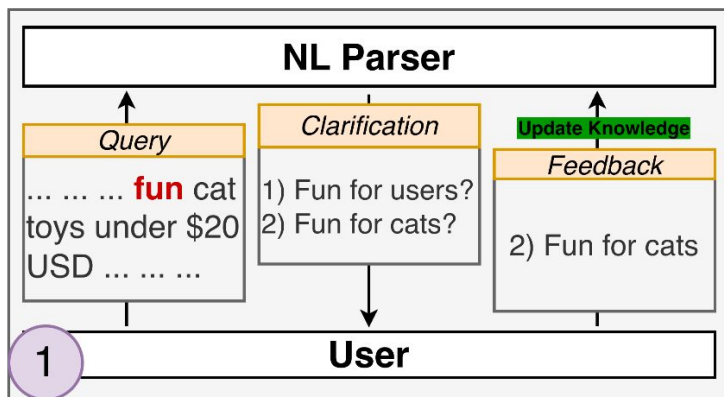 NL Parser
Query
... ... ... fun cat
toys under $20
USD ... ... ...
Clarification
1) Fun for users?
2) Fun for cats?
Update Knowledge
Feedback
2) Fun for cats
1
User